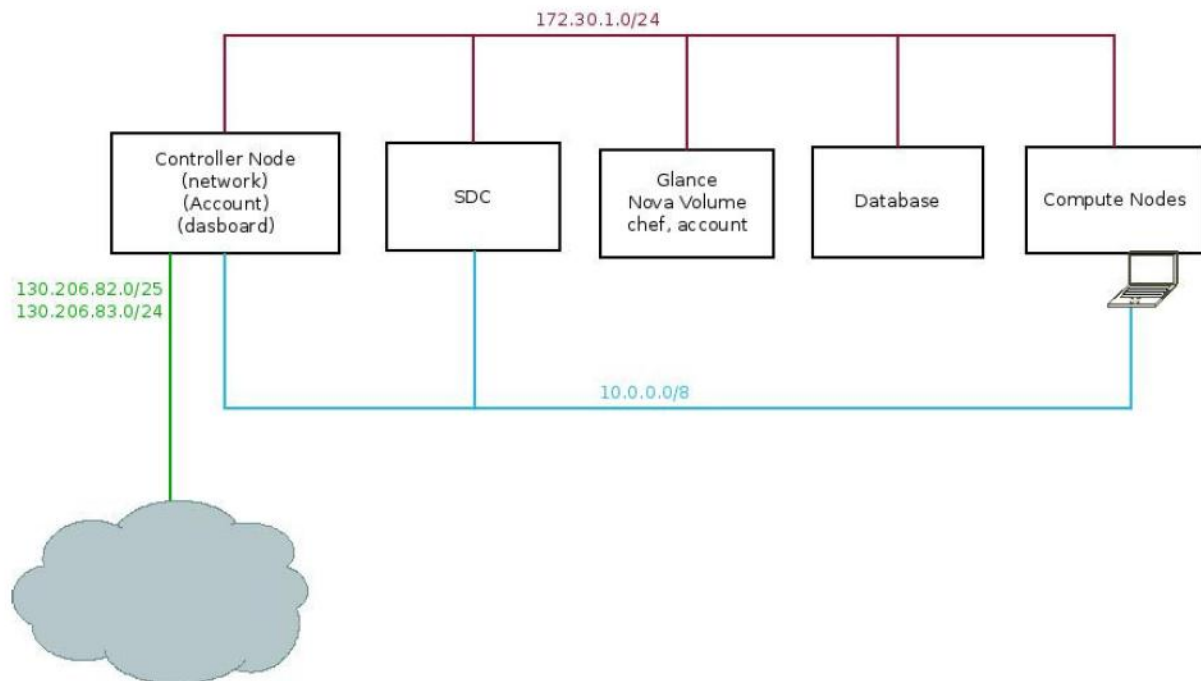 172.30.1.0/24
Controller Node
(network)
(Account)
(dasboard)
SDC
Glance
Nova Volume
chef, account
Database
Compute Nodes
130.206.82.0/25
130.206.83.0/24
10.0.0.0/8